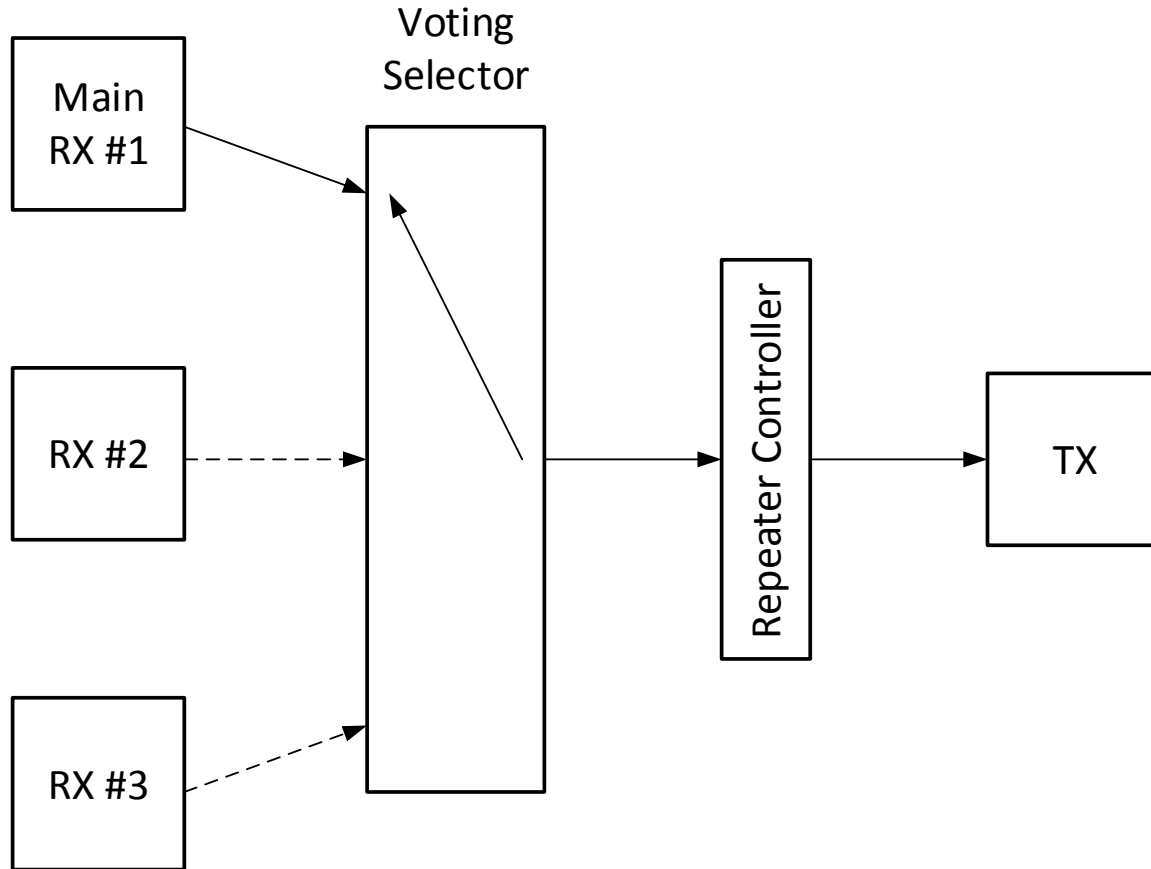 Voting
Selector
Main
RX #1
RX #2
RX #3
Repeater Controller
TX